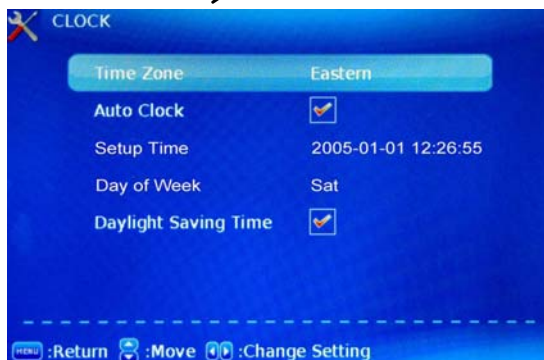 CLOCK
Time Zone Eastern
Auto Clock
Setup Time 2005-01-01 12:26:55
Day of Week Sat
Daylight Saving Time
MENU :Return :Move :Change Setting